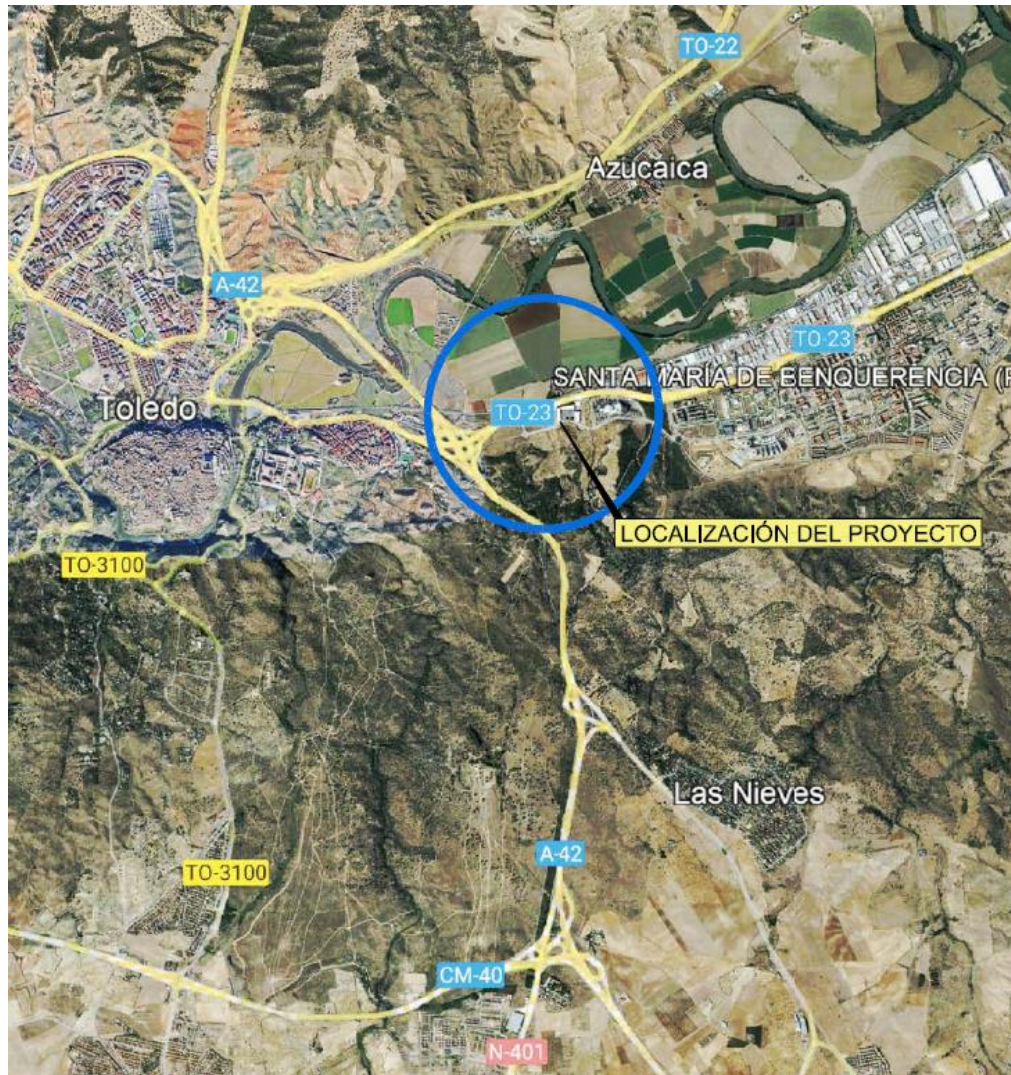 TO-22
Azucaica
A-42
TO-23
SANTA MARÍA DE BENQUERENCIA (P
Toledo
TO-23
LOCALIZACIÓN DEL PROYECTO
TO-3100
Las Nieves
A-42
TO-3100
CM-40
N-401